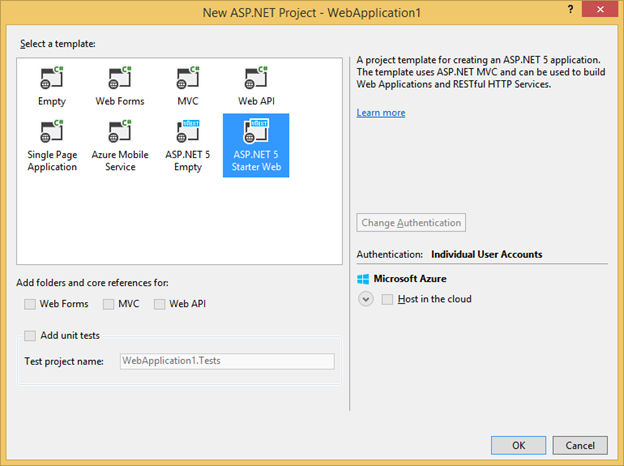 New ASP.NET Project - WebApplication1
? ×
Select a template:
C# C# C# C#
Empty Web Forms MVC Web API
C# C#
Single Page Application Azure Mobile Service ASP.NET 5 Empty ASP.NET 5 Starter Web
A project template for creating an ASP.NET 5 application.
The template uses ASP.NET MVC and can be used to build
Web Applications and RESTful HTTP Services.
Learn more
Change Authentication
Authentication: Individual User Accounts
Microsoft Azure
Host in the cloud
Add folders and core references for:
Web Forms MVC Web API
Add unit tests
Test project name: WebApplication1.Tests
OK Cancel